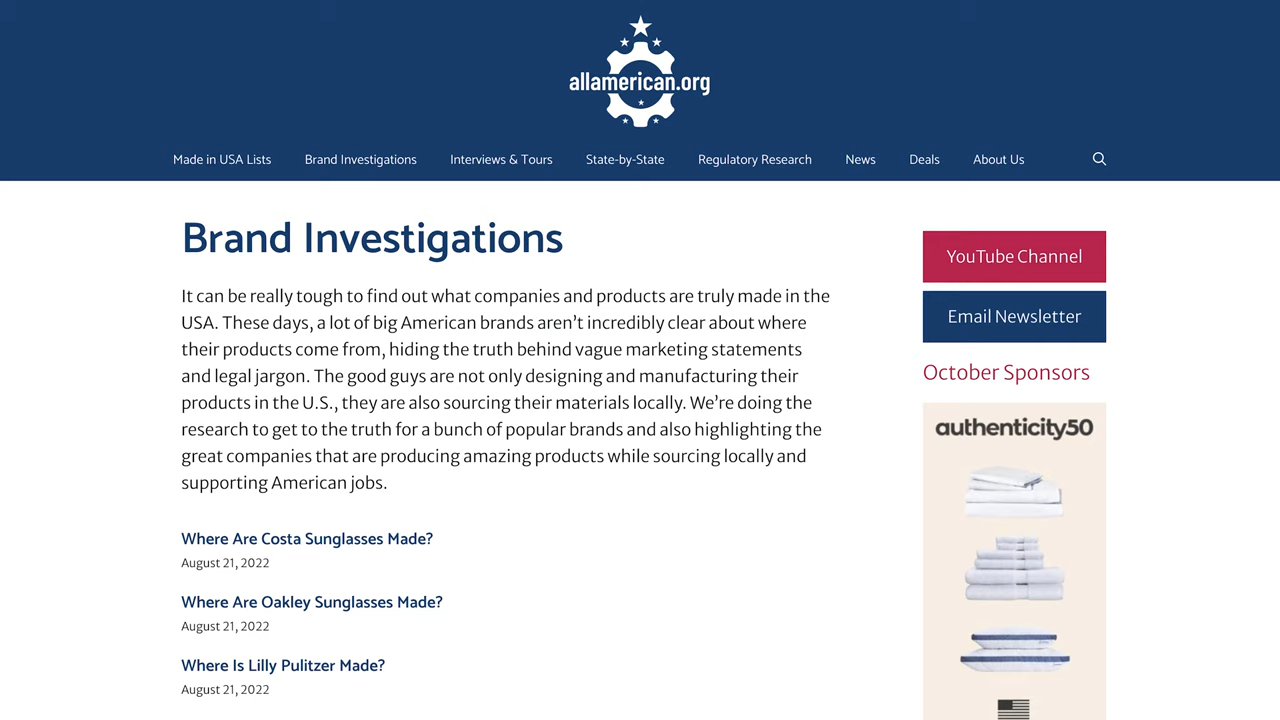 allamerican.org
Made in USA Lists
Brand Investigations
Interviews & Tours
State-by-State
Regulatory Research
News
Deals
About Us
Brand Investigations
It can be really tough to find out what companies and products are truly made in the
USA. These days, a lot of big American brands aren’t incredibly clear about where
their products come from, hiding the truth behind vague marketing statements
and legal jargon. The good guys are not only designing and manufacturing their
products in the U.S., they are also sourcing their materials locally. We’re doing the
research to get to the truth for a bunch of popular brands and also highlighting the
great companies that are producing amazing products while sourcing locally and
supporting American jobs.
Where Are Costa Sunglasses Made?
August 21, 2022
Where Are Oakley Sunglasses Made?
August 21, 2022
Where Is Lilly Pulitzer Made?
August 21, 2022
YouTube Channel
Email Newsletter
October Sponsors
authenticity50